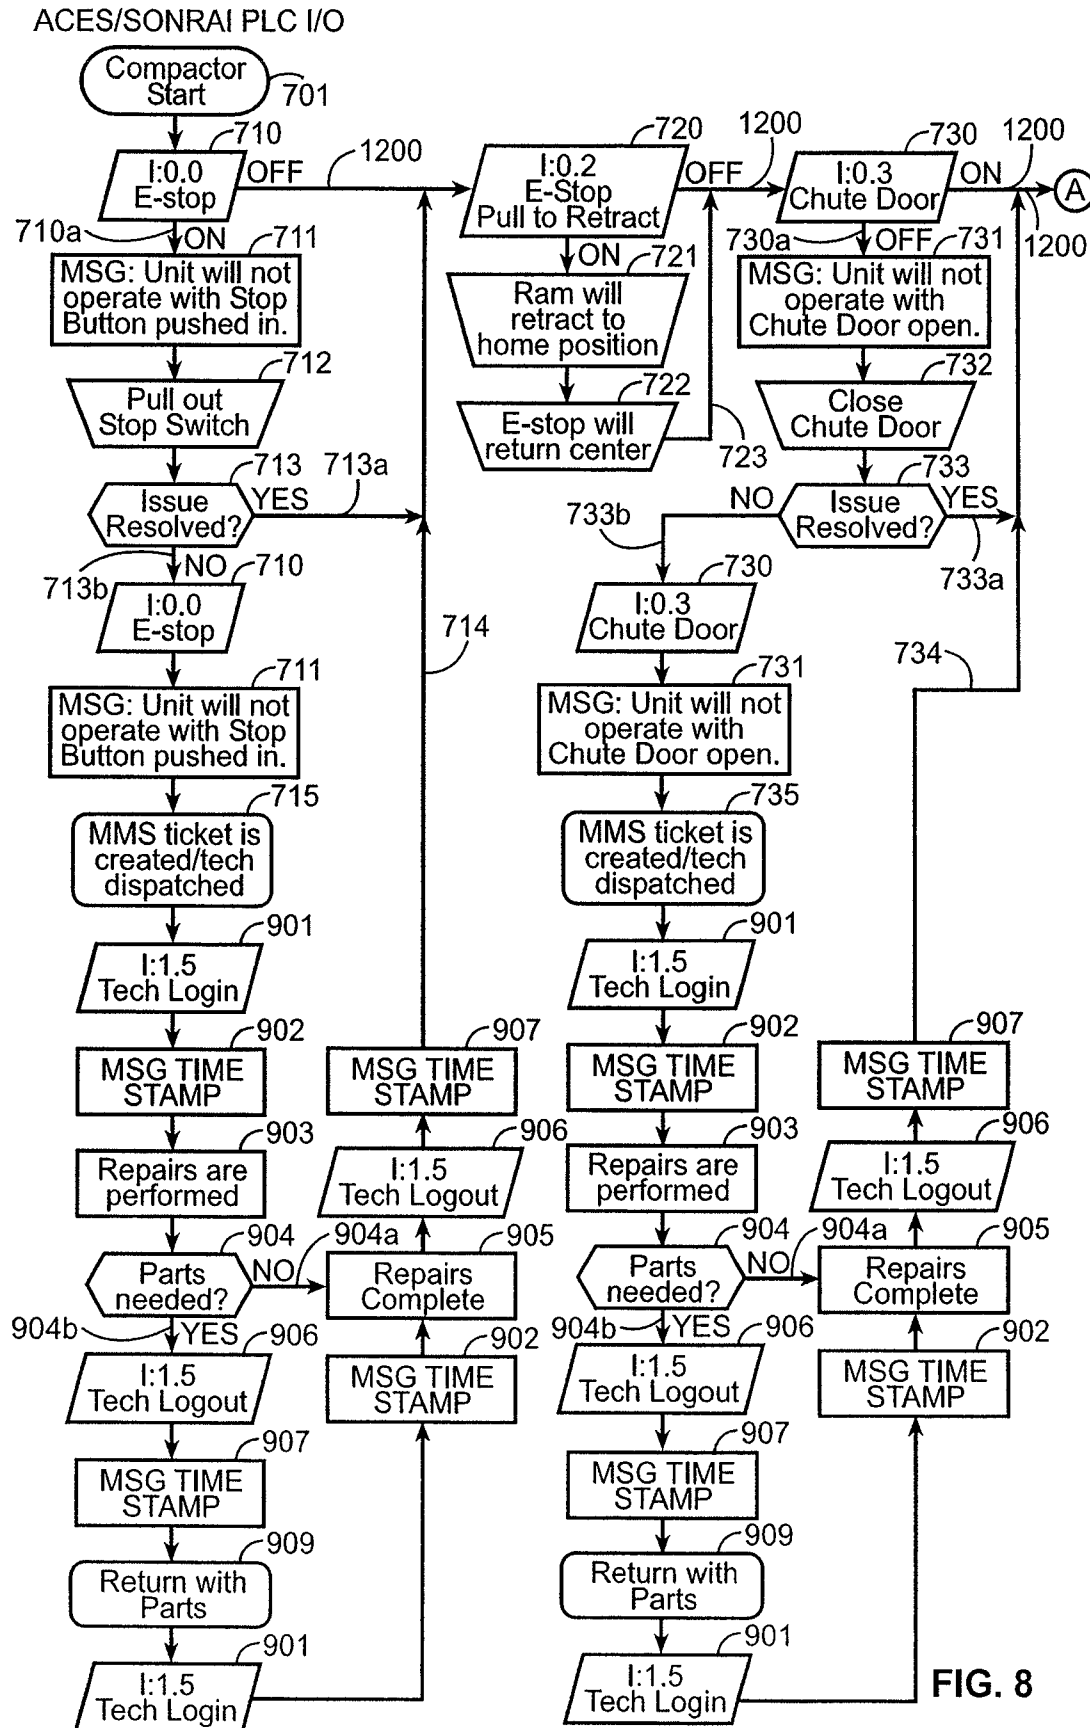 ACES/SONRAI PLC I/O
Compactor
Start
701
710
I:0.0
E-stop
OFF
1200
710a
ON
711
MSG: Unit will not
operate with Stop
Button pushed in.
712
Pull out
Stop Switch
713
713a
Issue
Resolved?
YES
713b
NO
710
I:0.0
E-stop
714
711
MSG: Unit will not
operate with Stop
Button pushed in.
715
MMS ticket is
created/tech
dispatched
901
I:1.5
Tech Login
902
MSG TIME
STAMP
903
Repairs are
performed
904
904a
Parts
needed?
NO
904b
YES
906
I:1.5
Tech Logout
907
MSG TIME
STAMP
909
Return with
Parts
901
I:1.5
Tech Login
907
MSG TIME
STAMP
906
I:1.5
Tech Logout
905
Repairs
Complete
902
MSG TIME
STAMP
720
I:0.2
E-Stop
Pull to Retract
OFF
1200
ON
721
Ram will
retract to
home position
722
E-stop will
return center
723
730
I:0.3
Chute Door
ON
1200
A
1200
730a
OFF
731
MSG: Unit will not
operate with
Chute Door open.
732
Close
Chute Door
733
Issue
Resolved?
YES
733a
NO
733b
730
I:0.3
Chute Door
734
731
MSG: Unit will not
operate with
Chute Door open.
735
MMS ticket is
created/tech
dispatched
901
I:1.5
Tech Login
902
MSG TIME
STAMP
903
Repairs are
performed
904
904a
Parts
needed?
NO
904b
YES
906
I:1.5
Tech Logout
907
MSG TIME
STAMP
909
Return with
Parts
901
I:1.5
Tech Login
907
MSG TIME
STAMP
906
I:1.5
Tech Logout
905
Repairs
Complete
902
MSG TIME
STAMP
FIG. 8